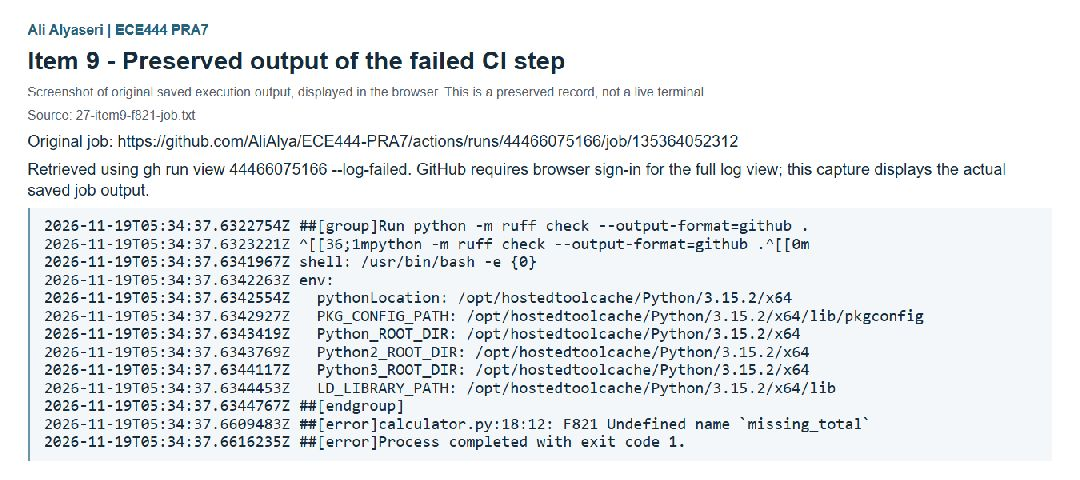 Ali Alyaseri | ECE444 PRA7
Item 9 - Preserved output of the failed CI step
Screenshot of original saved execution output, displayed in the browser. This is a preserved record, not a live terminal
Source: 27-item9-f821-job.txt
Original job: https://github.com/AliAlya/ECE444-PRA7/actions/runs/44466075166/job/135364052312
Retrieved using gh run view 44466075166 --log-failed. GitHub requires browser sign-in for the full log view; this capture displays the actual
saved job output.
2026-11-19T05:34:37.6322754Z ##[group]Run python -m ruff check --output-format=github .
2026-11-19T05:34:37.6323221Z ^[[36;1mpython -m ruff check --output-format=github .^[[0m
2026-11-19T05:34:37.6341967Z shell: /usr/bin/bash -e {0}
2026-11-19T05:34:37.6342263Z env:
2026-11-19T05:34:37.6342554Z   pythonLocation: /opt/hostedtoolcache/Python/3.15.2/x64
2026-11-19T05:34:37.6342927Z   PKG_CONFIG_PATH: /opt/hostedtoolcache/Python/3.15.2/x64/lib/pkgconfig
2026-11-19T05:34:37.6343419Z   Python_ROOT_DIR: /opt/hostedtoolcache/Python/3.15.2/x64
2026-11-19T05:34:37.6343769Z   Python2_ROOT_DIR: /opt/hostedtoolcache/Python/3.15.2/x64
2026-11-19T05:34:37.6344117Z   Python3_ROOT_DIR: /opt/hostedtoolcache/Python/3.15.2/x64
2026-11-19T05:34:37.6344453Z   LD_LIBRARY_PATH: /opt/hostedtoolcache/Python/3.15.2/x64/lib
2026-11-19T05:34:37.6344767Z ##[endgroup]
2026-11-19T05:34:37.6609483Z ##[error]calculator.py:18:12: F821 Undefined name `missing_total`
2026-11-19T05:34:37.6616235Z ##[error]Process completed with exit code 1.